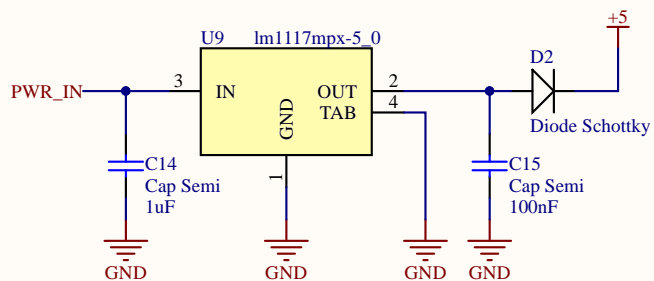 U9
lm1117mpx-5_0
+5
D2
PWR_IN
3
IN
OUT
2
TAB
4
GND
1
Diode Schottky
C14
Cap Semi
1uF
C15
Cap Semi
100nF
GND
GND
GND
GND